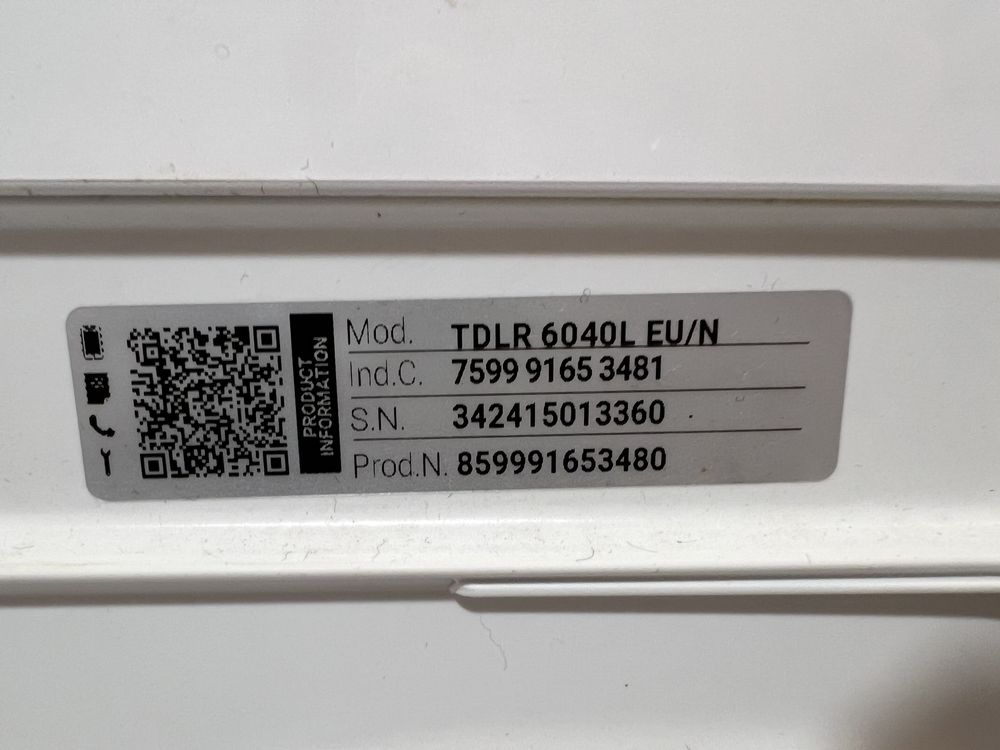 PRODUCT
INFORMATION
Mod. TDLR 6040L EU/N
Ind.C. 7599 9165 3481
S.N. 342415013360
Prod.N. 859991653480